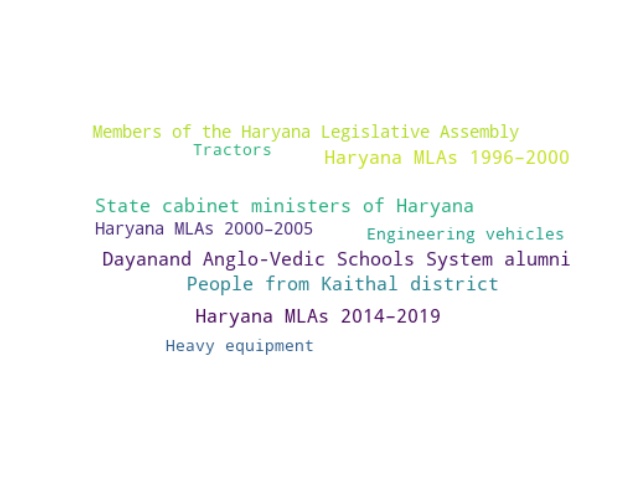 Members of the Haryana Legislative Assembly
Tractors
Haryana MLAs 1996–2000
State cabinet ministers of Haryana
Haryana MLAs 2000–2005
Engineering vehicles
Dayanand Anglo-Vedic Schools System alumni
People from Kaithal district
Haryana MLAs 2014–2019
Heavy equipment